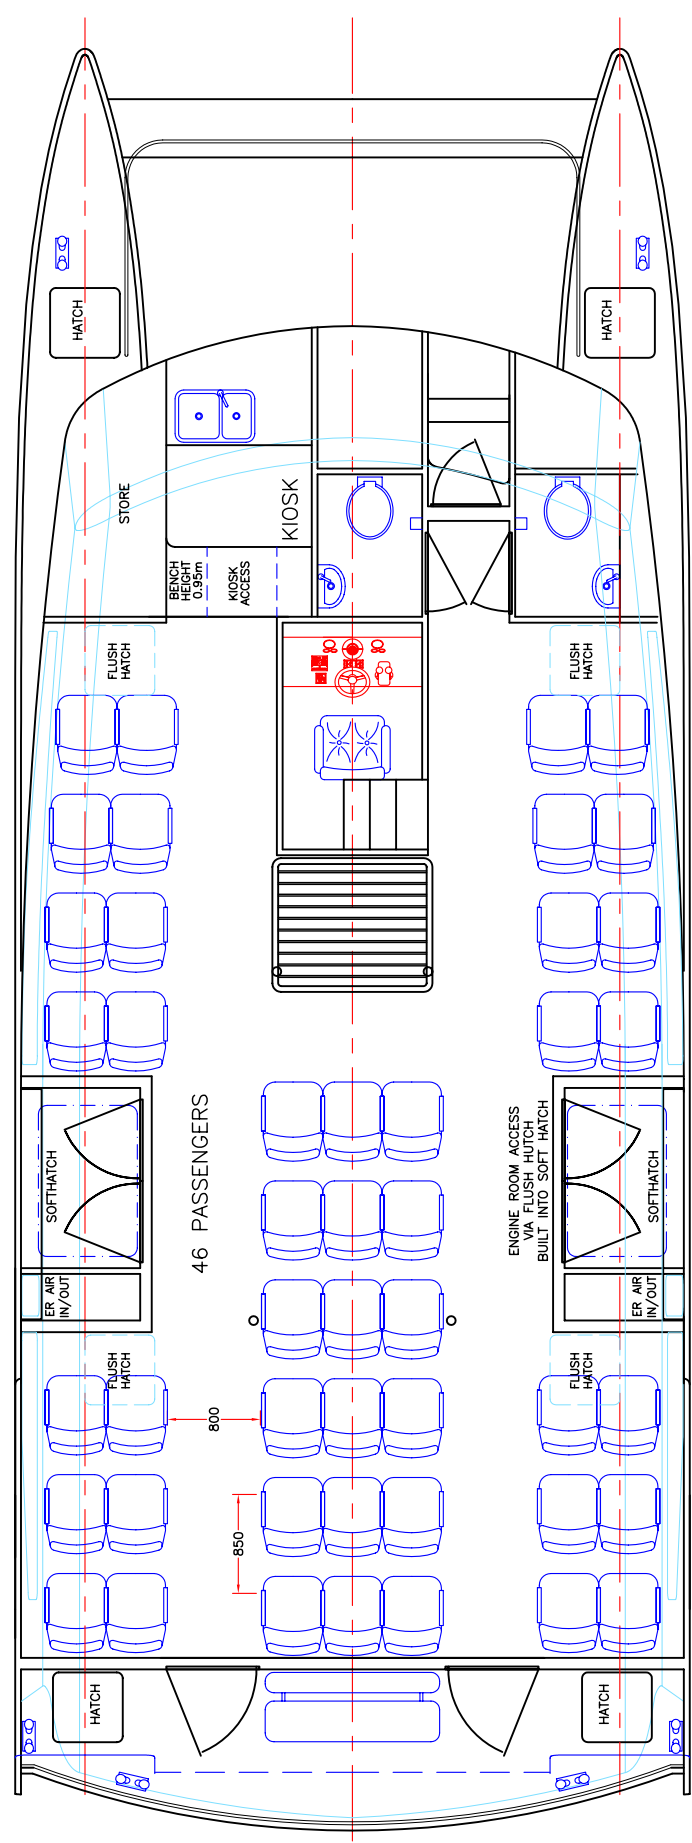 HATCH
HATCH
STORE
KIOSK
BENCH
HEIGHT
0.95m
KIOSK
ACCESS
FLUSH
HATCH
FLUSH
HATCH
SOFTHATCH
46 PASSENGERS
ENGINE ROOM ACCESS
VIA FLUSH HUTCH
BUILT INTO SOFT HATCH
SOFTHATCH
ER AIR
IN/OUT
ER AIR
IN/OUT
FLUSH
HATCH
FLUSH
HATCH
800
850
HATCH
HATCH